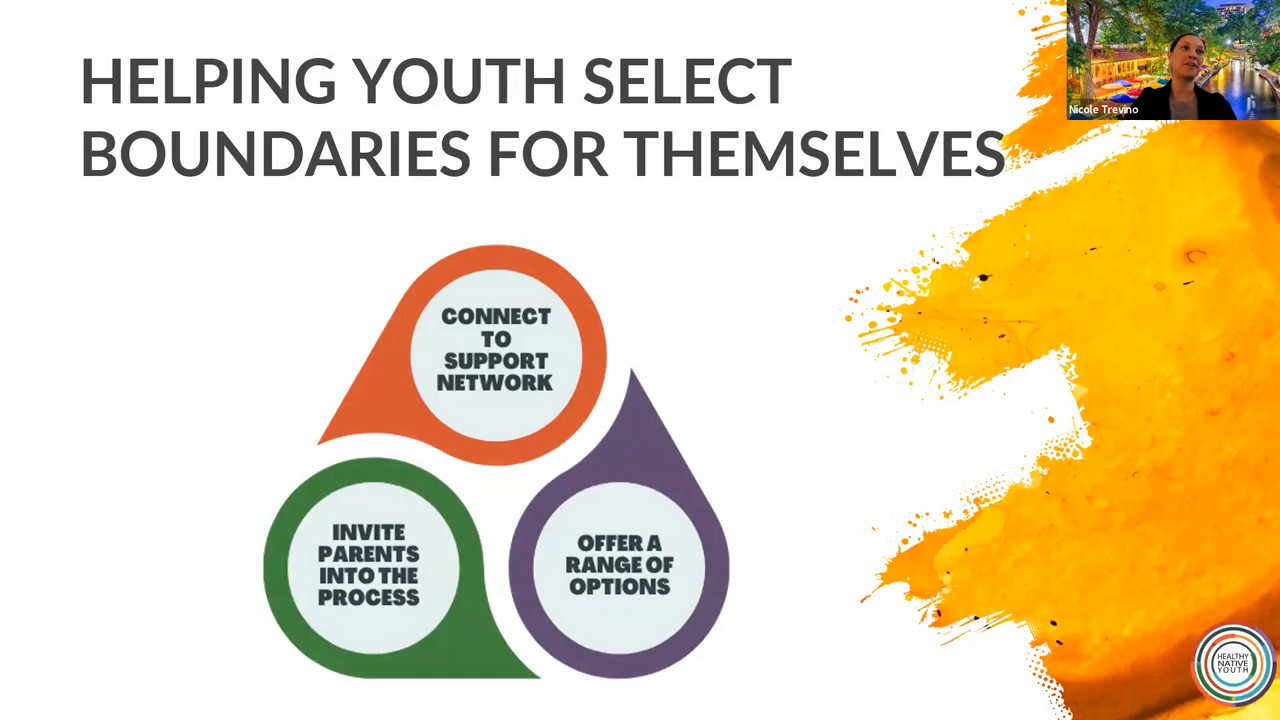 HELPING YOUTH SELECT
BOUNDARIES FOR THEMSELVES
Nicole Trevino
CONNECT
TO
SUPPORT
NETWORK
INVITE
PARENTS
INTO THE
PROCESS
OFFER A
RANGE OF
OPTIONS
HEALTHY
NATIVE
YOUTH